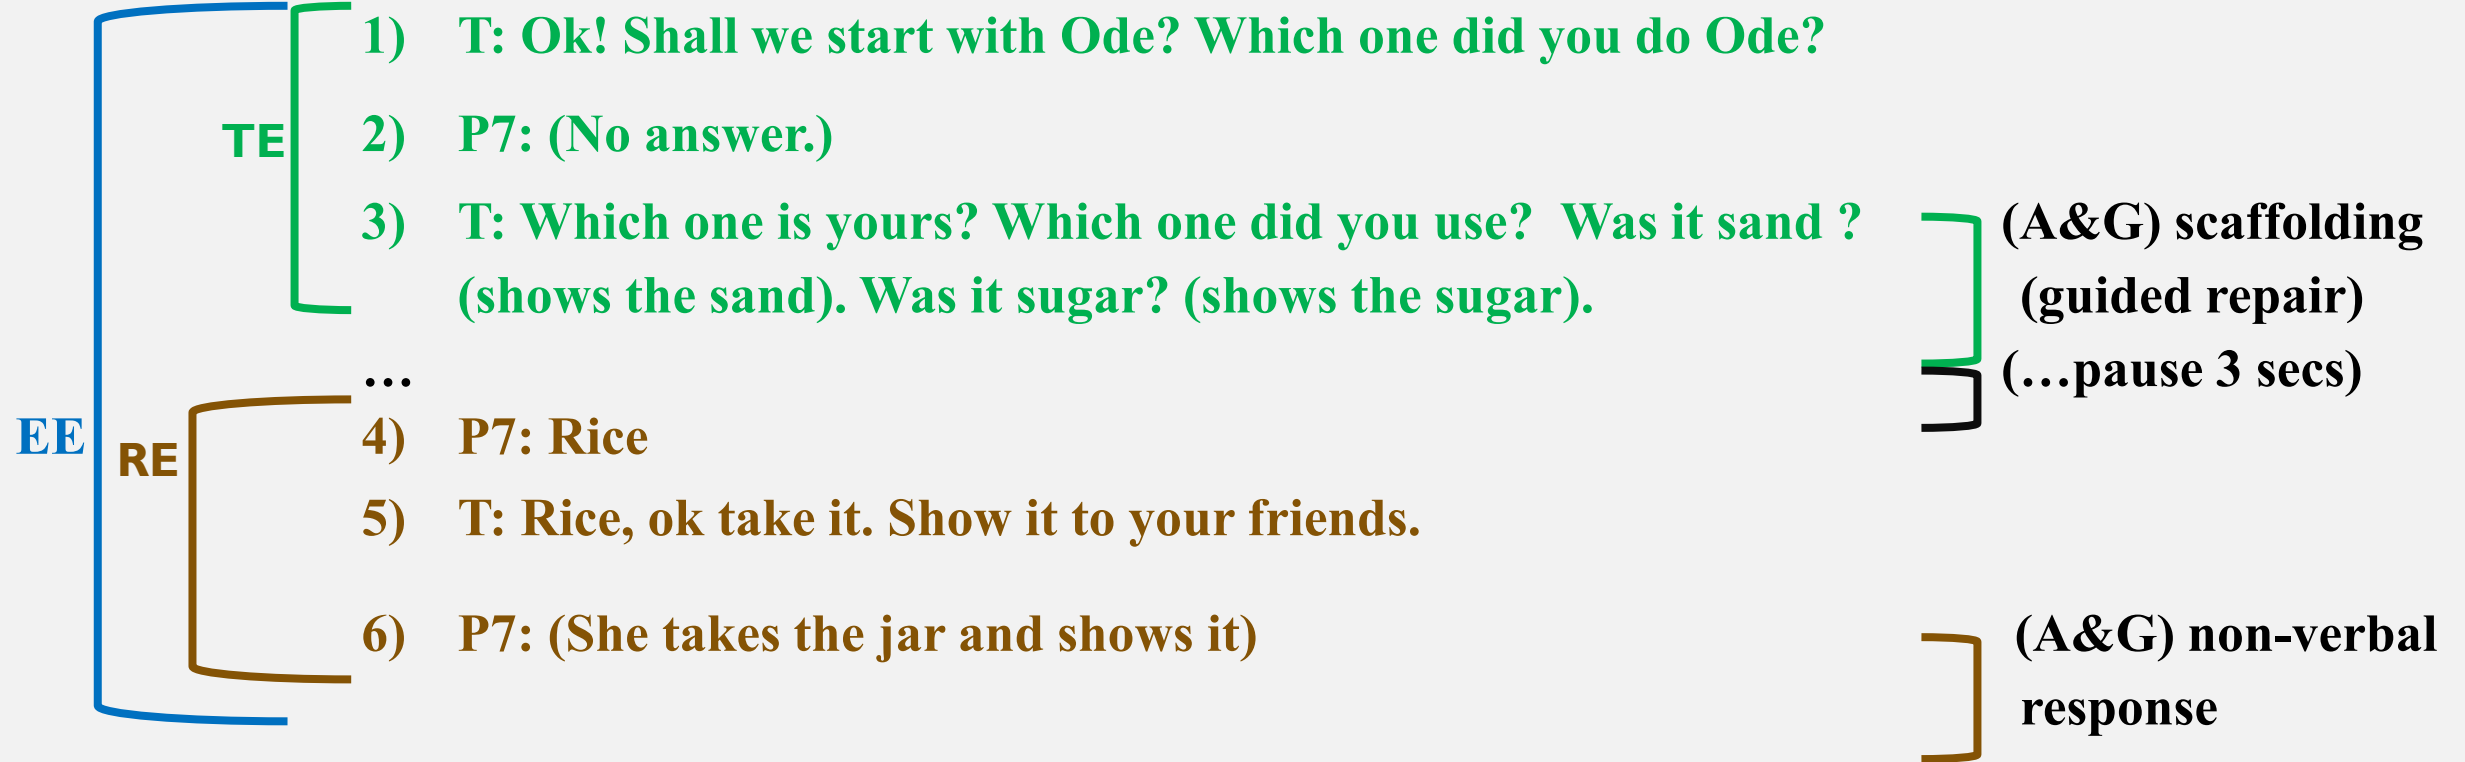 1) T: Ok! Shall we start with Ode? Which one did you do Ode?
TE
2) P7: (No answer.)
3) T: Which one is yours? Which one did you use?  Was it sand ?
(A&G) scaffolding
(shows the sand). Was it sugar? (shows the sugar).
(guided repair)
…
(…pause 3 secs)
EE
RE
4) P7: Rice
5) T: Rice, ok take it. Show it to your friends.
6) P7: (She takes the jar and shows it)
(A&G) non-verbal
response